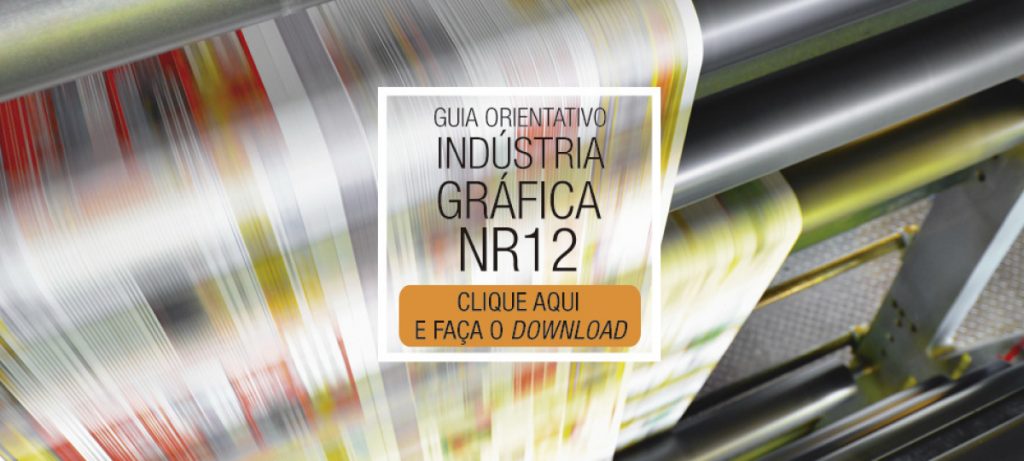 GUIA ORIENTATIVO
INDÚSTRIA
GRÁFICA
NR12
CLIQUE AQUI
E FAÇA O DOWNLOAD